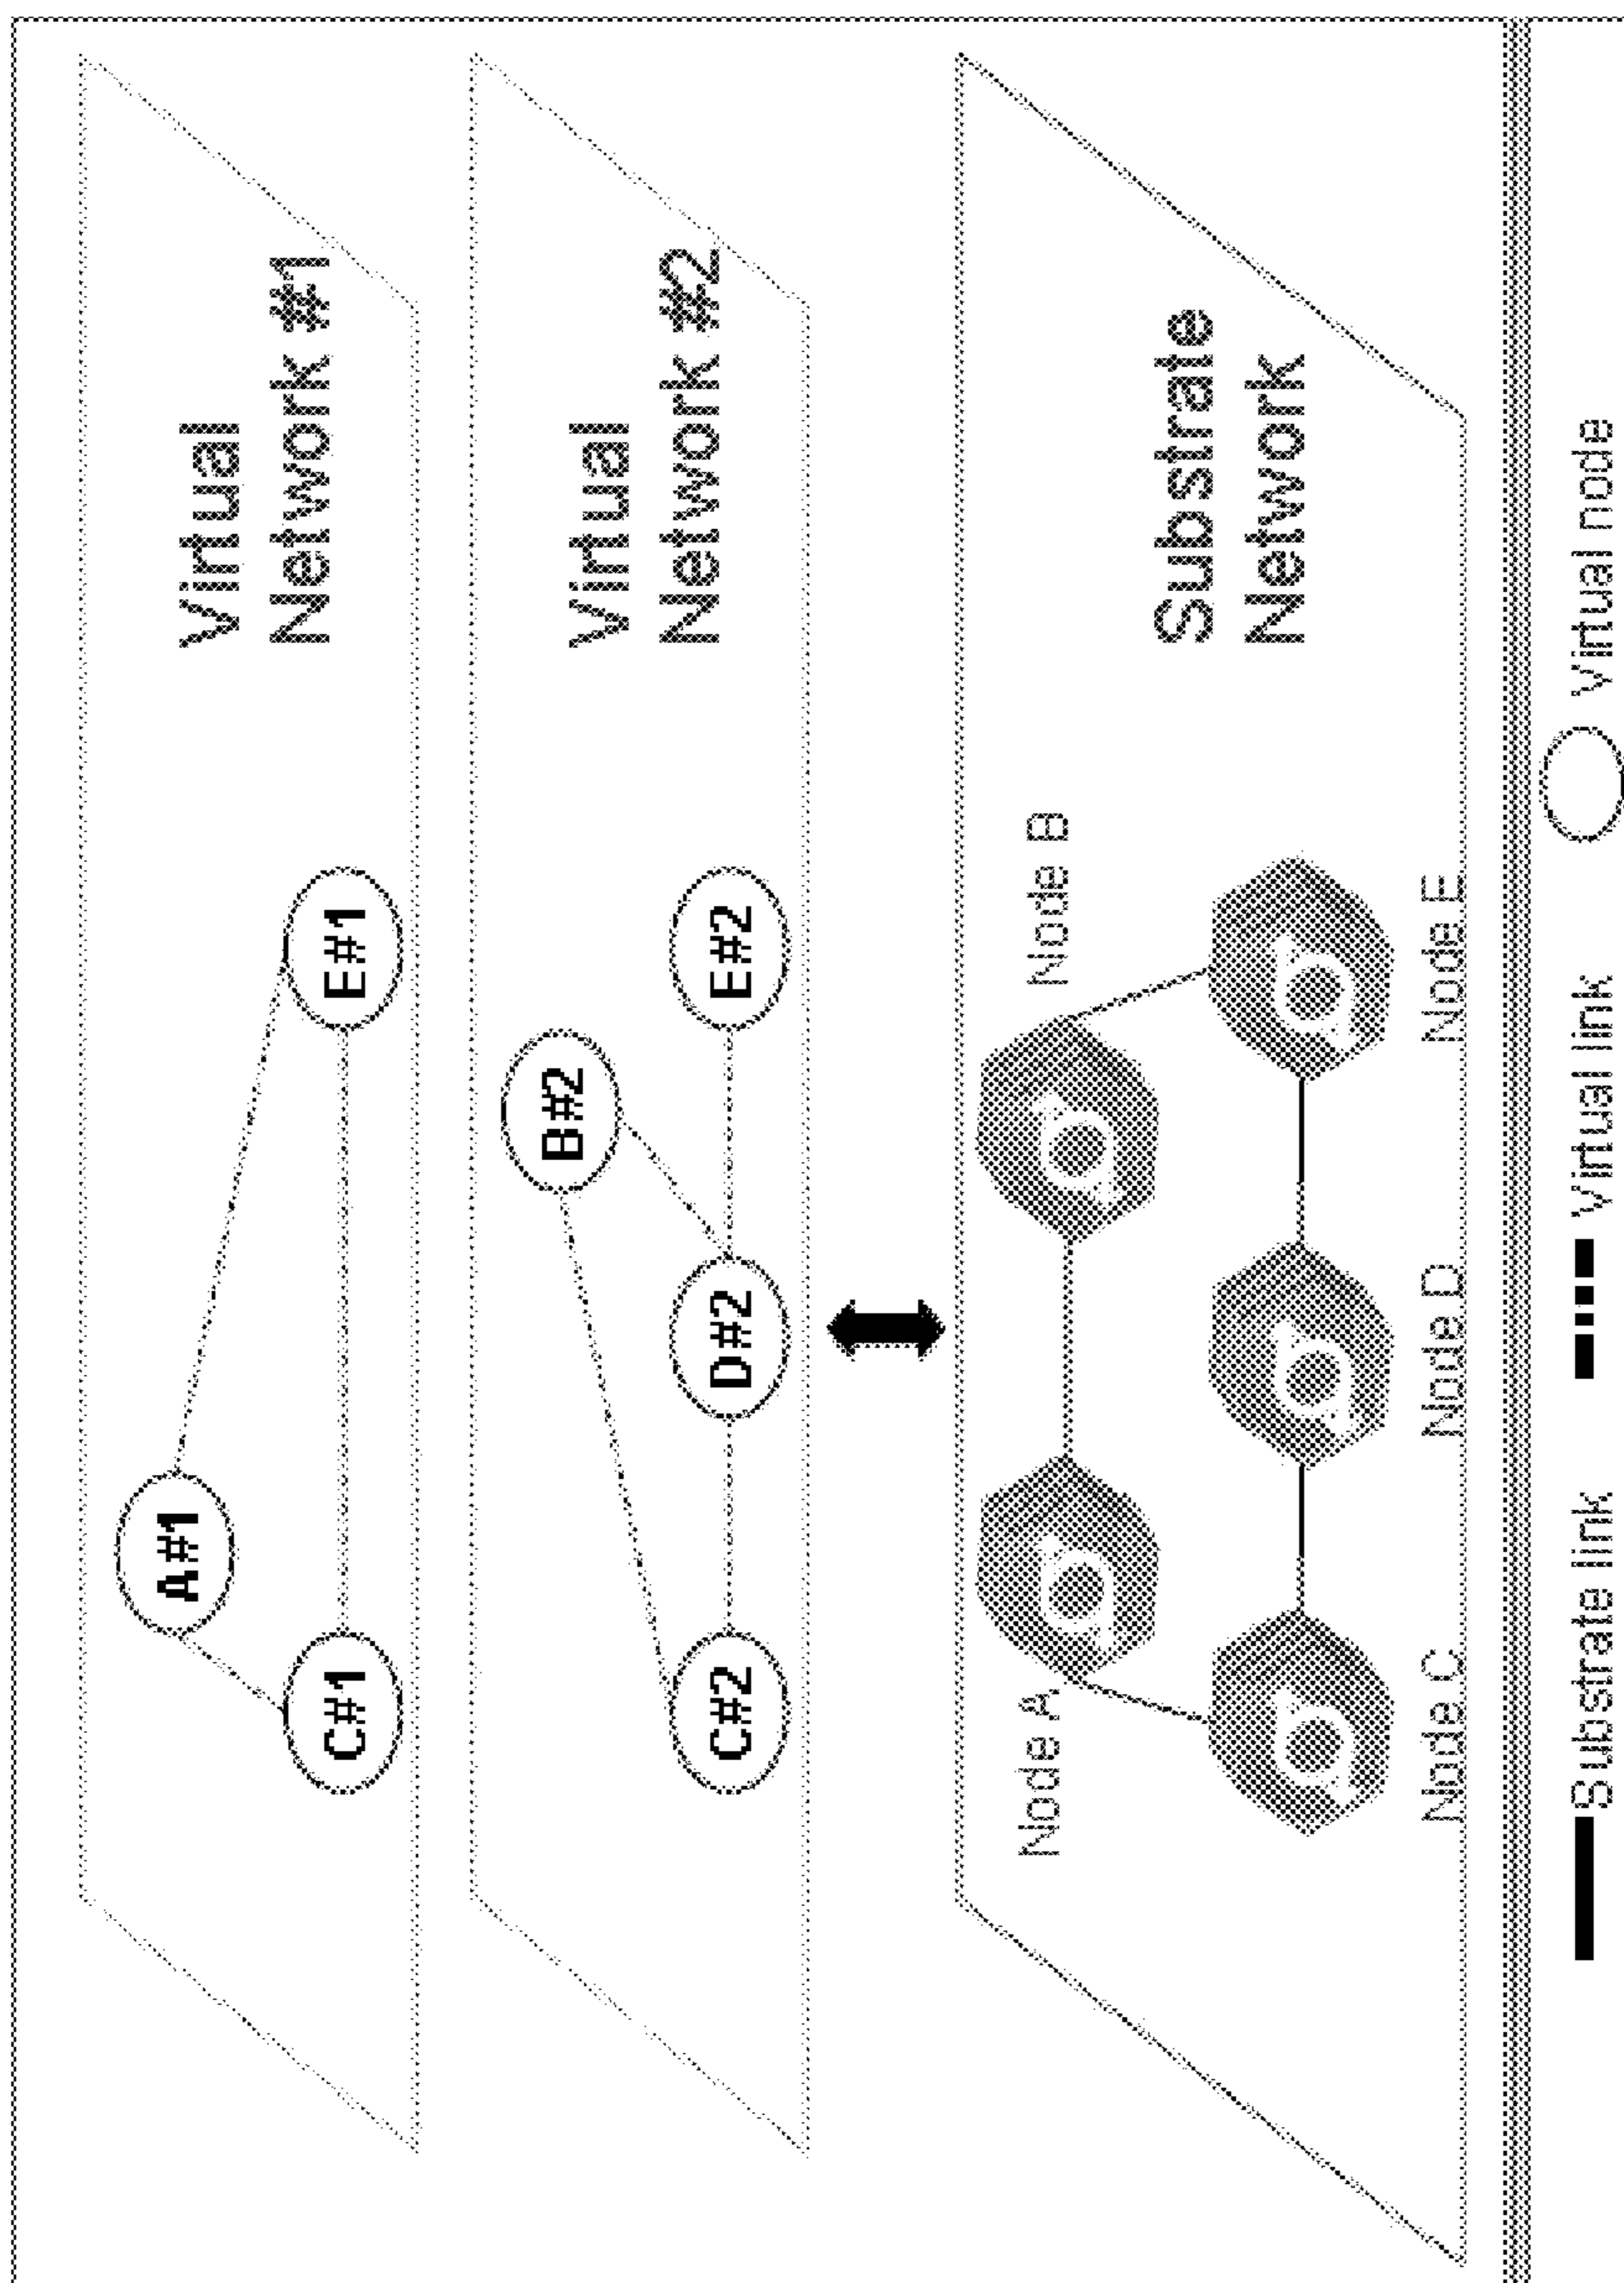 Virtual
Network #1
A#1
C#1
E#1
Virtual
Network #2
B#2
C#2
D#2
E#2
Substrate
Network
Node A
Node B
Node C
Node D
Node E
Substrate link
Virtual link
Virtual node